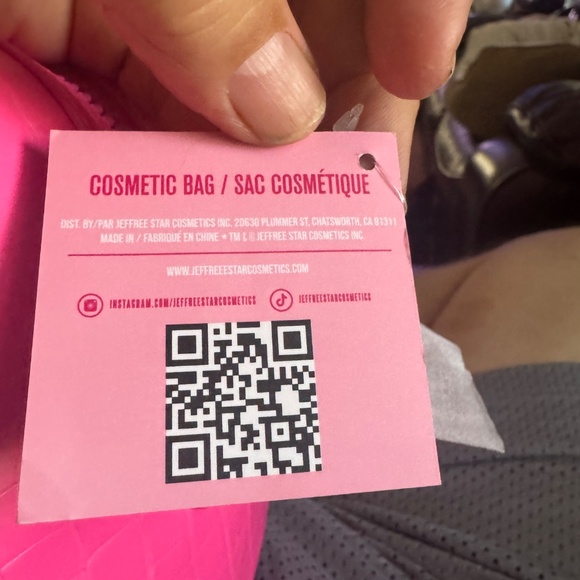 COSMETIC BAG / SAC COSMÉTIQUE
DIST. BY/PAR JEFFREE STAR COSMETICS INC. 20630 PLUMMER ST, CHATSWORTH, CA 91311
MADE IN / FABRIQUÉ EN CHINE • TM & © JEFFREE STAR COSMETICS INC.
WWW.JEFFREESTARCOSMETICS.COM
INSTAGRAM.COM/JEFFREESTARCOSMETICS JEFFREESTARCOSMETICS